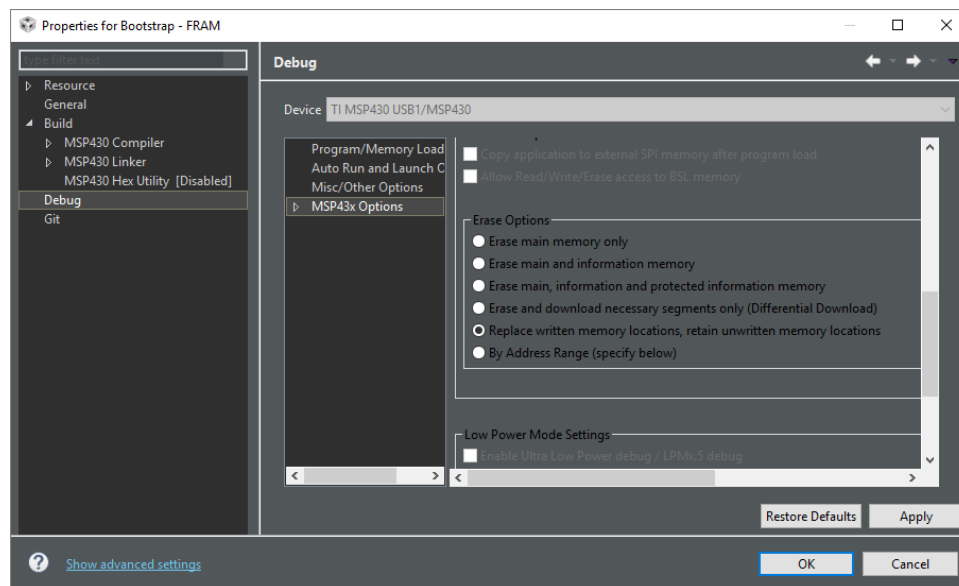 Properties for Bootstrap - FRAM
type filter text
Resource
General
Build
MSP430 Compiler
MSP430 Linker
MSP430 Hex Utility [Disabled]
Debug
Git
Debug
Device TI MSP430 USB1/MSP430
Program/Memory Load
Auto Run and Launch C
Misc/Other Options
MSP43x Options
Copy application to external SPI memory after program load
Allow Read/Write/Erase access to BSL memory
Erase Options
Erase main memory only
Erase main and information memory
Erase main, information and protected information memory
Erase and download necessary segments only (Differential Download)
Replace written memory locations, retain unwritten memory locations
By Address Range (specify below)
Low Power Mode Settings
Enable Ultra Low Power debug / LPMx.5 debug
Restore Defaults
Apply
Show advanced settings
OK
Cancel